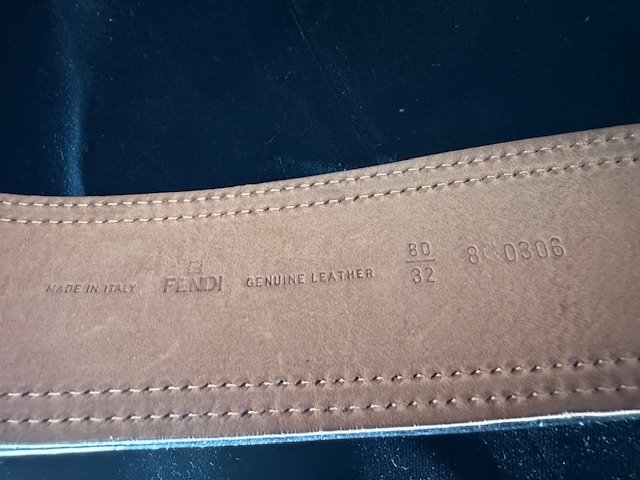 MADE IN ITALY FENDI GENUINE LEATHER
80
32